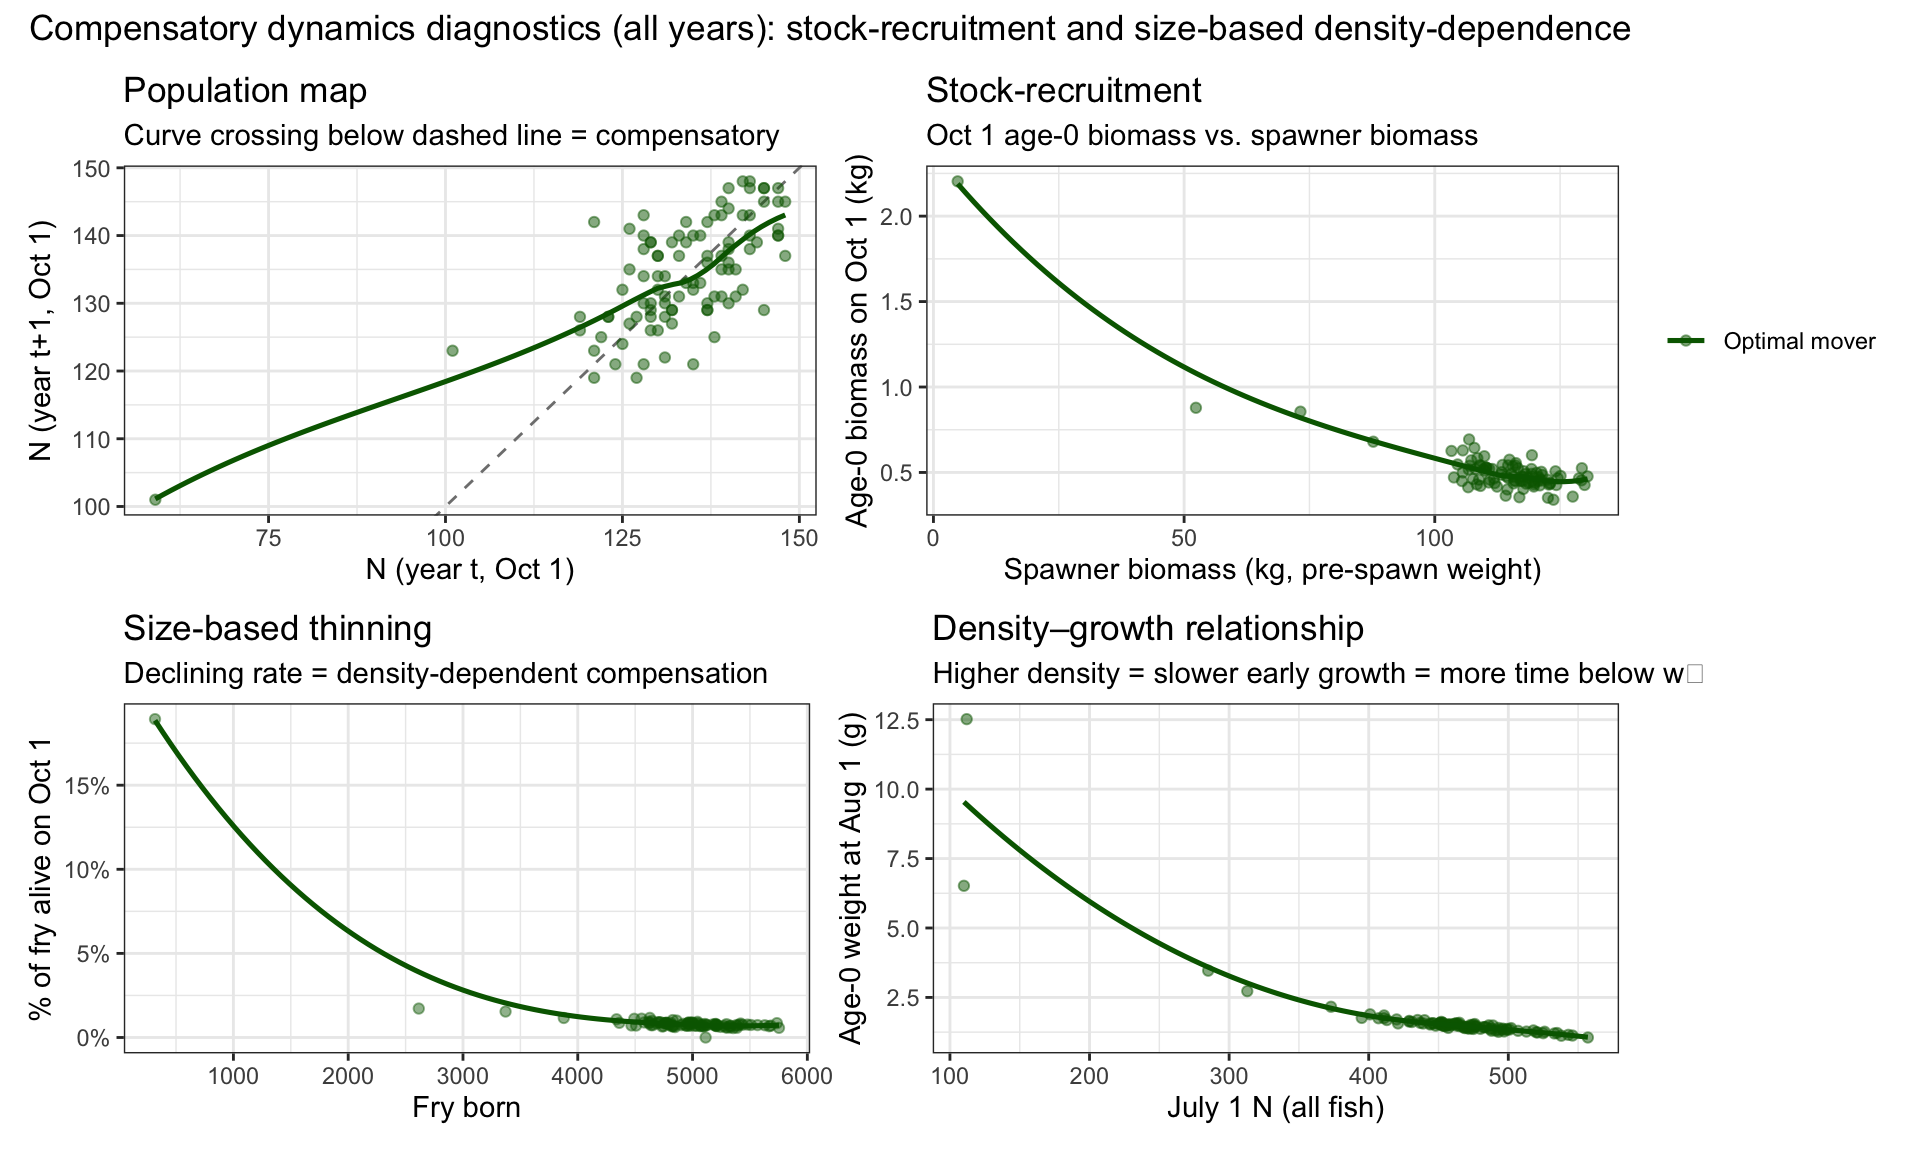 Compensatory dynamics diagnostics (all years): stock-recruitment and size-based density-dependence
Population map
Curve crossing below dashed line = compensatory
150
140
130
120
110
100
N (year t+1, Oct 1)
75
100
125
150
N (year t, Oct 1)
Stock-recruitment
Oct 1 age-0 biomass vs. spawner biomass
2.0
1.5
1.0
0.5
Age-0 biomass on Oct 1 (kg)
0
50
100
Spawner biomass (kg, pre-spawn weight)
Optimal mover
Size-based thinning
Declining rate = density-dependent compensation
15%
10%
5%
0%
% of fry alive on Oct 1
1000
2000
3000
4000
5000
6000
Fry born
Density–growth relationship
Higher density = slower early growth = more time below w□
12.5
10.0
7.5
5.0
2.5
Age-0 weight at Aug 1 (g)
100
200
300
400
500
July 1 N (all fish)